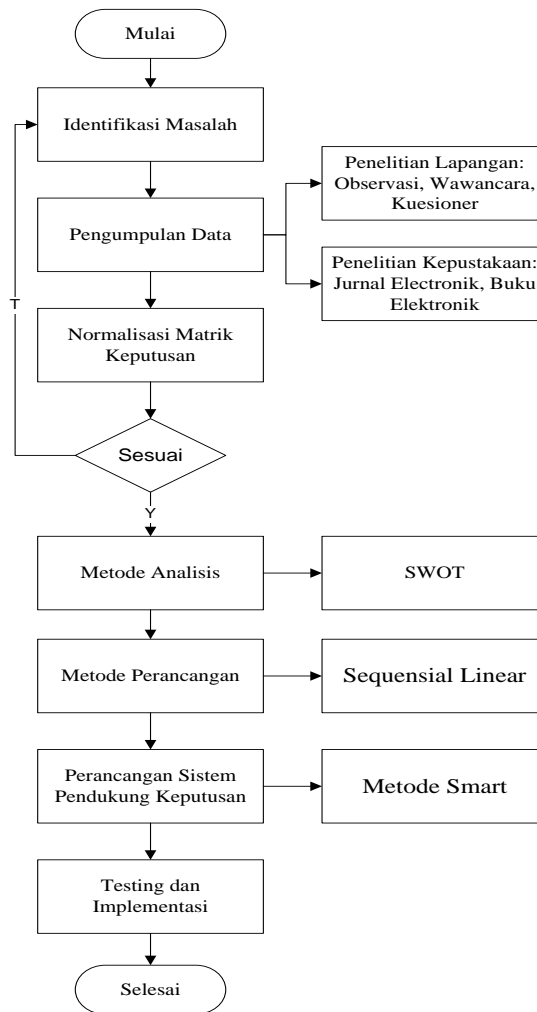 Mulai
Identifikasi Masalah
Penelitian Lapangan:
Observasi, Wawancara,
Kuesioner
Pengumpulan Data
Penelitian Kepustakaan:
Jurnal Electronik, Buku
Elektronik
T
Normalisasi Matrik
Keputusan
Sesuai
Y
Metode Analisis
SWOT
Metode Perancangan
Sequensial Linear
Perancangan Sistem
Pendukung Keputusan
Metode Smart
Testing dan
Implementasi
Selesai